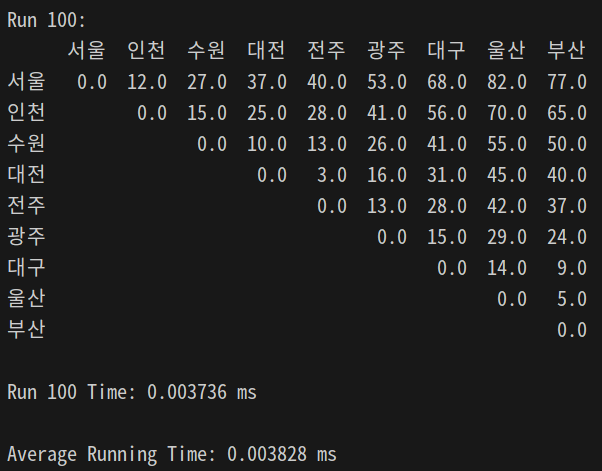 Run 100:
서울 인천 수원 대전 전주 광주 대구 울산 부산
서울 0.0 12.0 27.0 37.0 40.0 53.0 68.0 82.0 77.0
인천 0.0 15.0 25.0 28.0 41.0 56.0 70.0 65.0
수원 0.0 10.0 13.0 26.0 41.0 55.0 50.0
대전 0.0 3.0 16.0 31.0 45.0 40.0
전주 0.0 13.0 28.0 42.0 37.0
광주 0.0 15.0 29.0 24.0
대구 0.0 14.0 9.0
울산 0.0 5.0
부산 0.0
Run 100 Time: 0.003736 ms
Average Running Time: 0.003828 ms